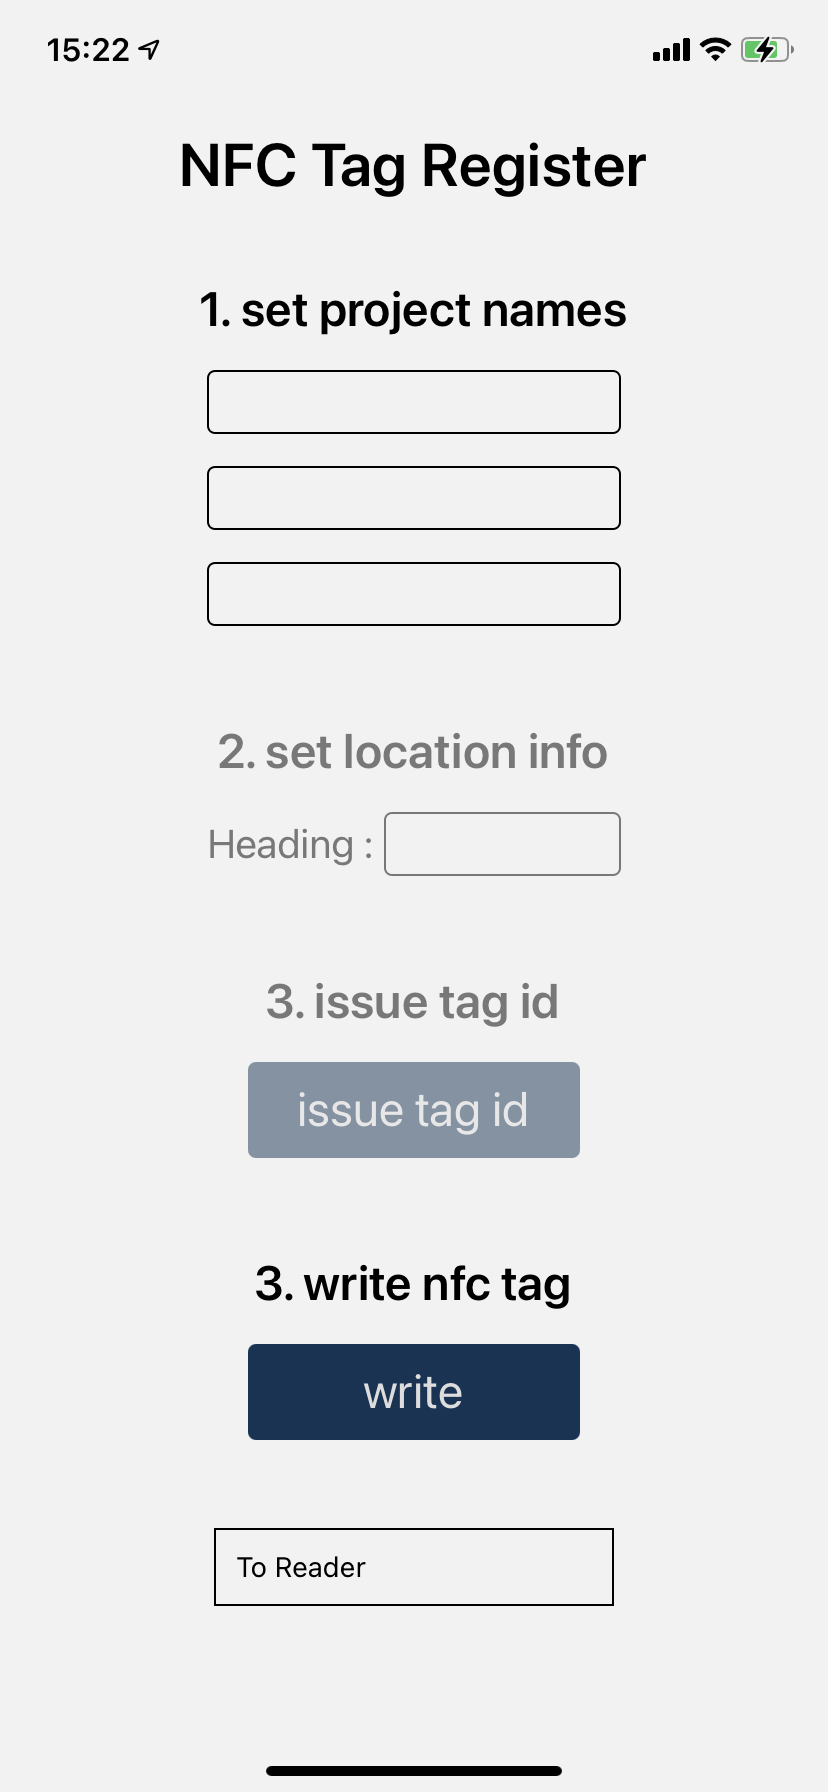 15:22
NFC Tag Register
1. set project names
2. set location info
Heading :
3. issue tag id
issue tag id
3. write nfc tag
write
To Reader